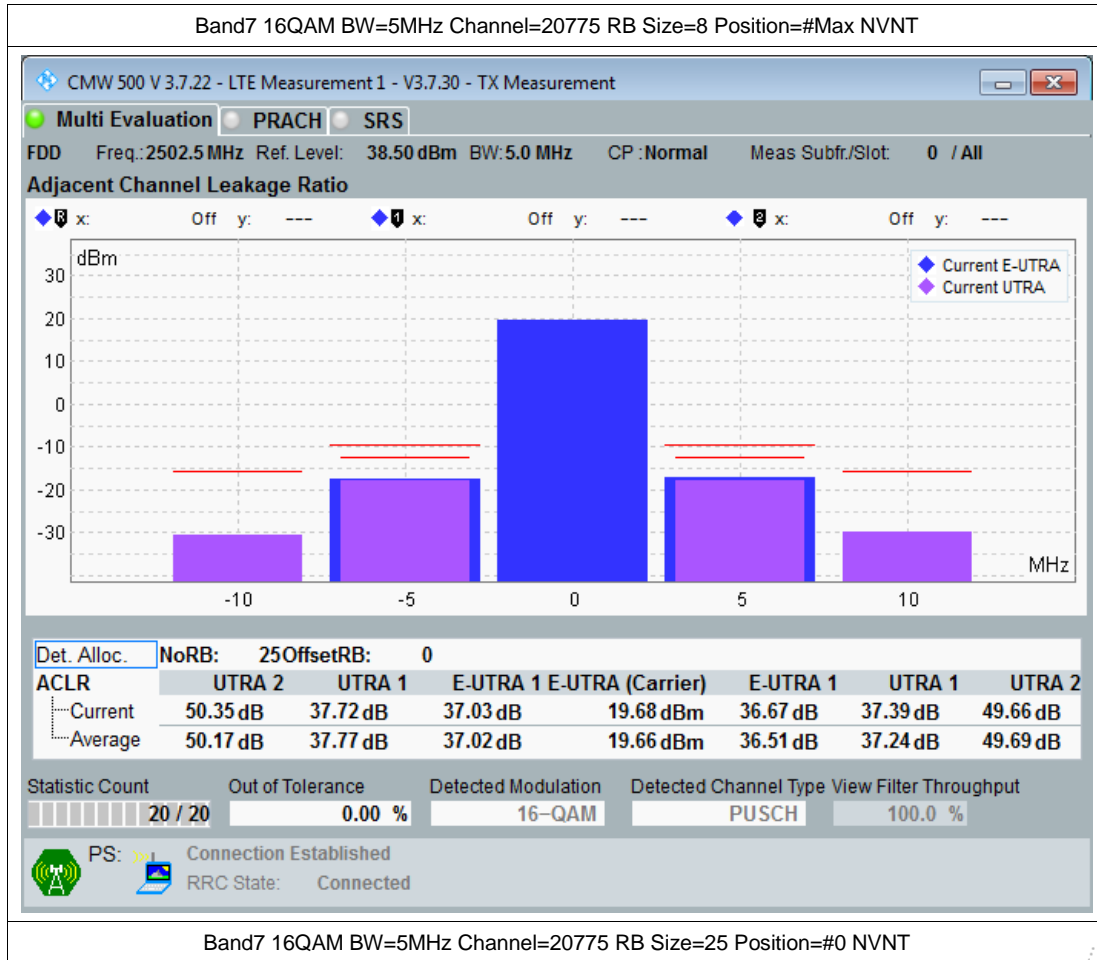 Band7 16QAM BW=5MHz Channel=20775 RB Size=8 Position=#Max NVNT
CMW 500 V 3.7.22 - LTE Measurement 1 - V3.7.30 - TX Measurement
Multi Evaluation PRACH SRS
FDD Freq.:2502.5 MHz Ref. Level: 38.50 dBm BW:5.0 MHz CP :Normal Meas Subfr./Slot: 0 / All
Adjacent Channel Leakage Ratio
R x: Off y: --- 1 x: Off y: --- 2 x: Off y: ---
dBm
Current E-UTRA
Current UTRA
30
20
10
0
-10
-20
-30
MHz
-10 -5 0 5 10
Det. Alloc. NoRB: 25 OffsetRB: 0
ACLR UTRA 2 UTRA 1 E-UTRA 1 E-UTRA (Carrier) E-UTRA 1 UTRA 1 UTRA 2
Current 50.35 dB 37.72 dB 37.03 dB 19.68 dBm 36.67 dB 37.39 dB 49.66 dB
Average 50.17 dB 37.77 dB 37.02 dB 19.66 dBm 36.51 dB 37.24 dB 49.69 dB
Statistic Count Out of Tolerance Detected Modulation Detected Channel Type View Filter Throughput
20 / 20 0.00 % 16-QAM PUSCH 100.0 %
PS: Connection Established
RRC State: Connected
Band7 16QAM BW=5MHz Channel=20775 RB Size=25 Position=#0 NVNT